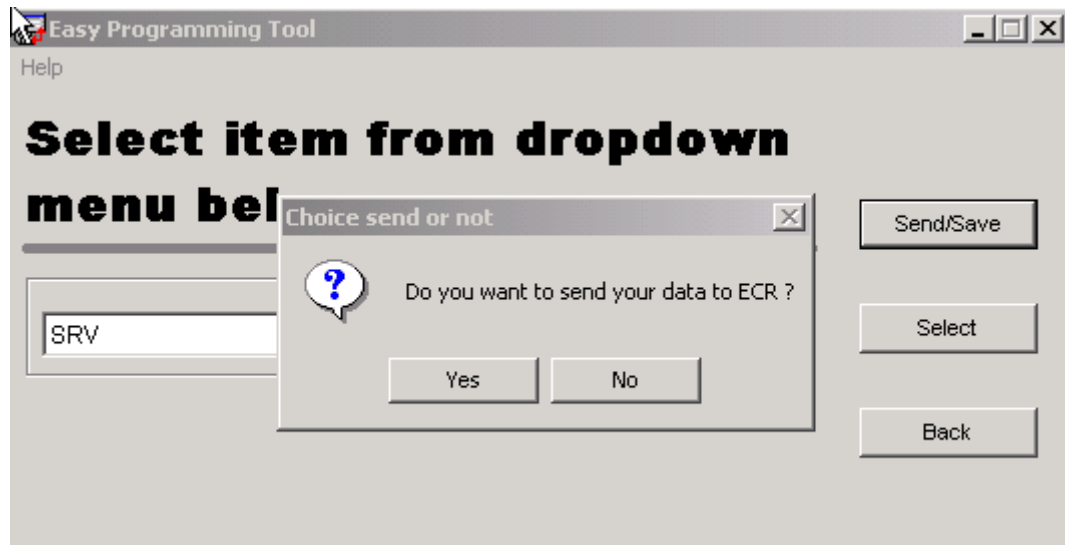 Easy Programming Tool
Help
Select item from dropdown
menu bel
Choice send or not
Do you want to send your data to ECR ?
Yes
No
SRV
Send/Save
Select
Back